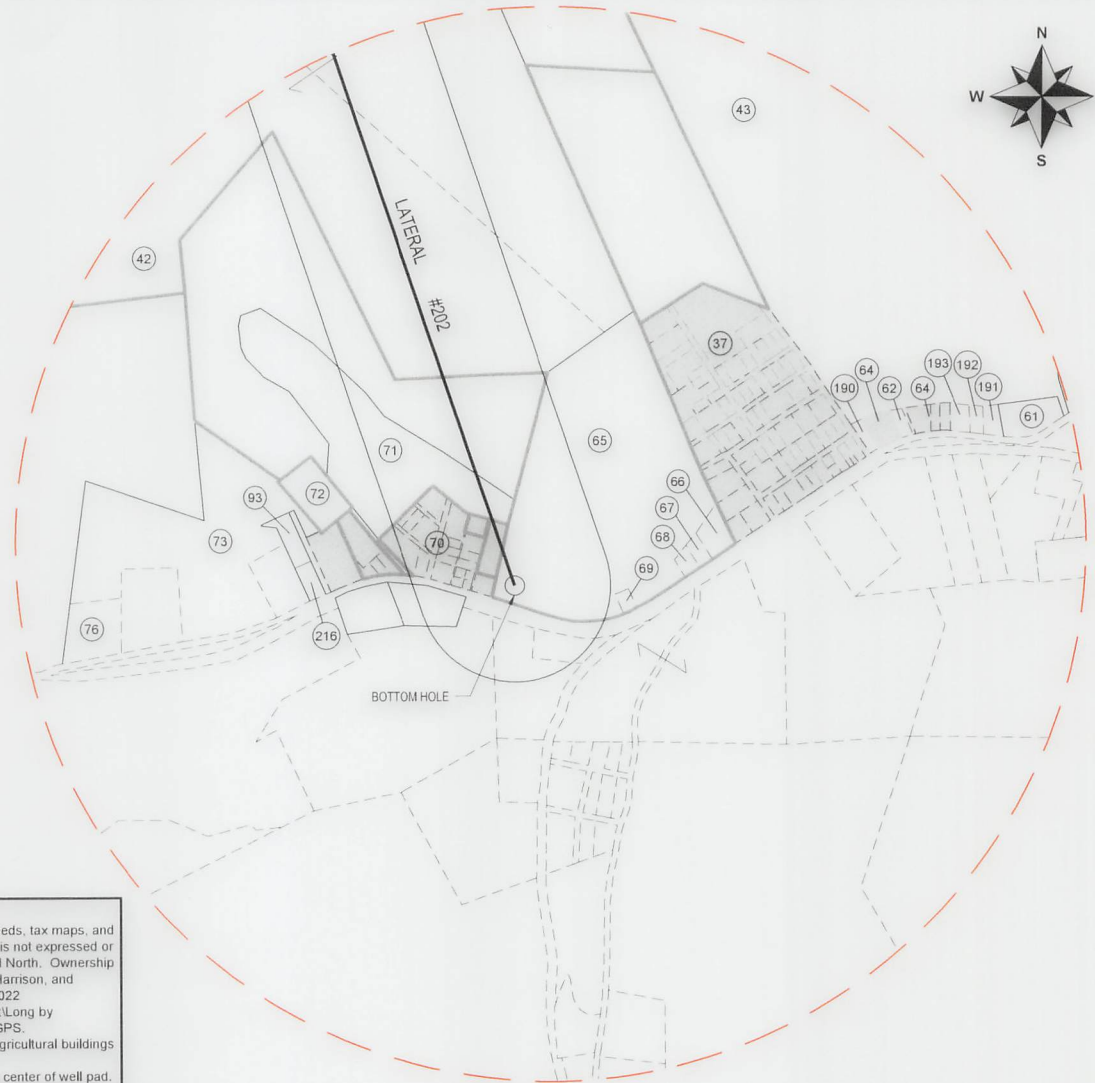 N
W
S
43
42
LATERAL
#202
37
193
192
64
190
62
64
191
61
71
65
66
72
93
67
70
68
73
69
76
216
BOTTOM HOLE
eds, tax maps, and
is not expressed or
North. Ownership
Harrison, and
022
\Long by
GPS.
gricultural buildings
center of well pad.